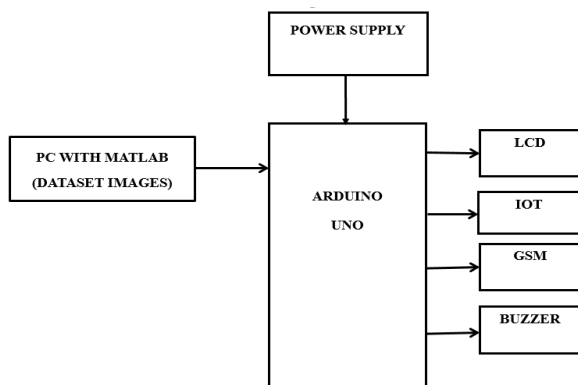 POWER SUPPLY
PC WITH MATLAB
(DATASET IMAGES)
ARDUINO
UNO
LCD
IOT
GSM
BUZZER